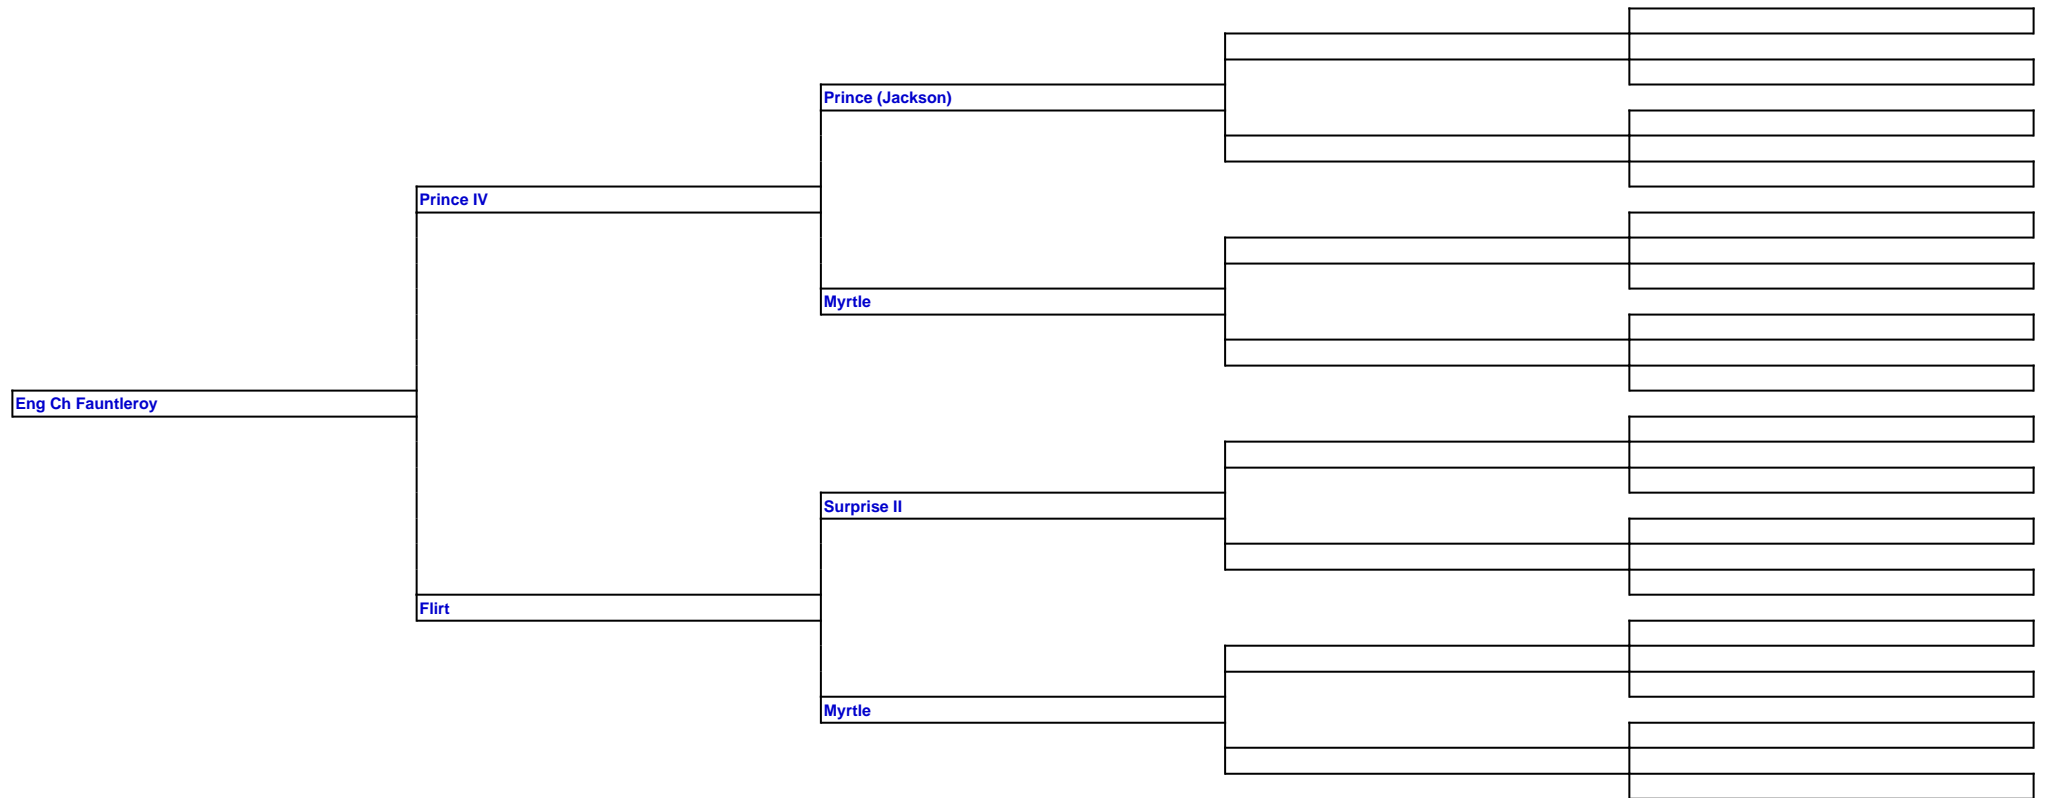 Prince (Jackson)
Prince IV
Myrtle
Eng Ch Fauntleroy
Surprise II
Flirt
Myrtle